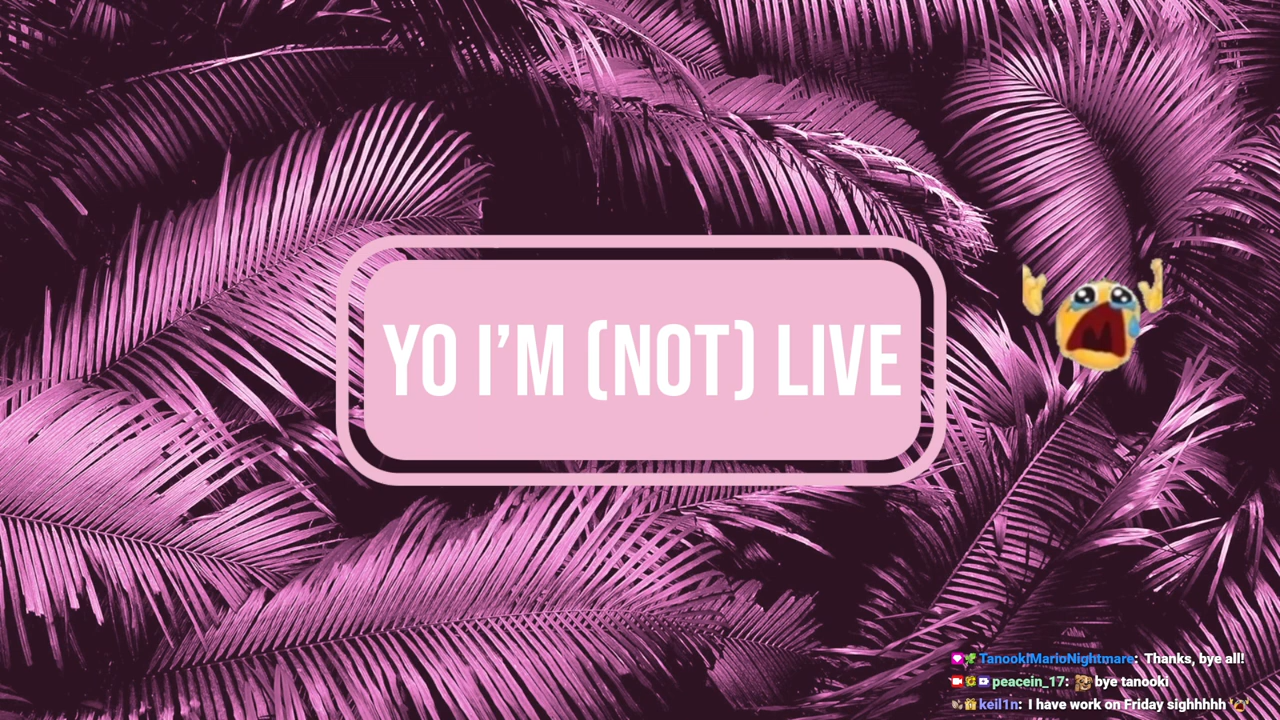 YO I’M (NOT) LIVE
TanookiMarioNightmare: Thanks, bye all!
peacein_17: bye tanooki
keil1n: I have work on Friday sighhhhh